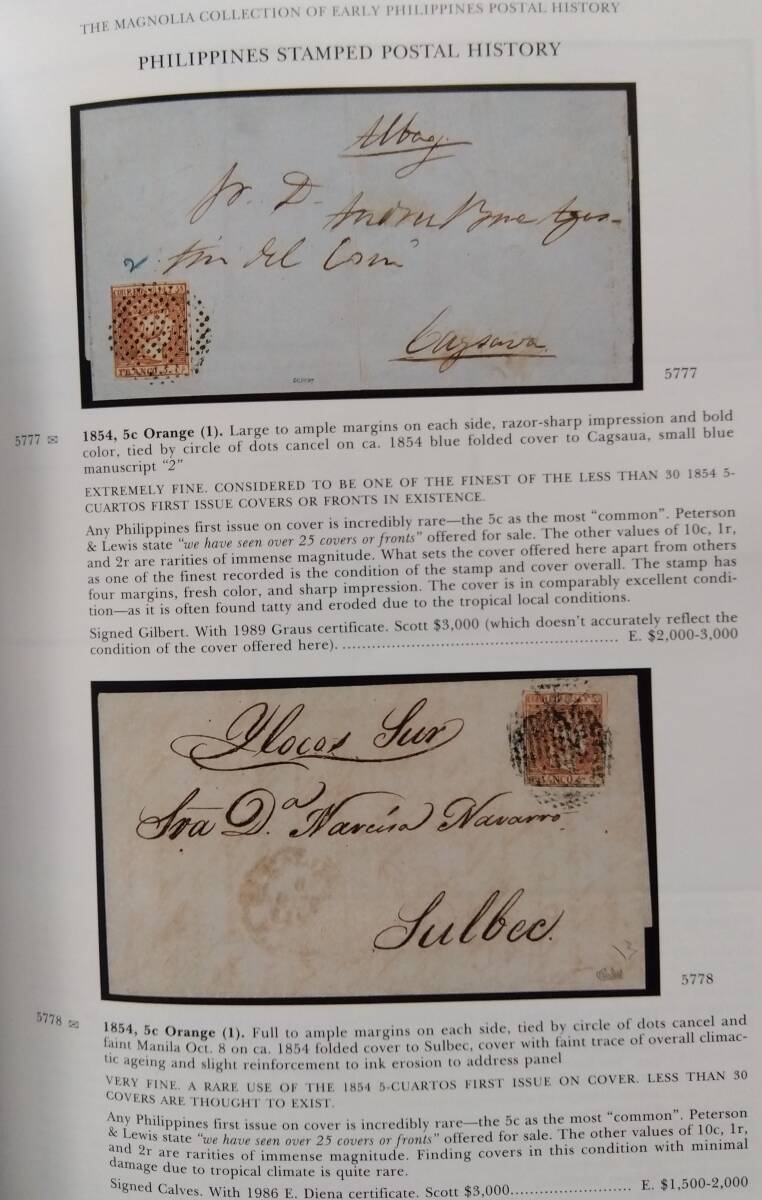 THE MAGNOLIA COLLECTION OF EARLY PHILIPPINES POSTAL HISTORY
PHILIPPINES STAMPED POSTAL HISTORY
Albay.
Sr. D.
2
del
Cagsaua.
FRANCO.
5777
5777 ✉ 1854, 5c Orange (1). Large to ample margins on each side, razor-sharp impression and bold
color, tied by circle of dots cancel on ca. 1854 blue folded cover to Cagsaua, small blue
manuscript “2”
EXTREMELY FINE. CONSIDERED TO BE ONE OF THE FINEST OF THE LESS THAN 30 1854 5-
CUARTOS FIRST ISSUE COVERS OR FRONTS IN EXISTENCE.
Any Philippines first issue on cover is incredibly rare—the 5c as the most “common”. Peterson
& Lewis state “we have seen over 25 covers or fronts” offered for sale. The other values of 10c, 1r,
and 2r are rarities of immense magnitude. What sets the cover offered here apart from others
as one of the finest recorded is the condition of the stamp and cover overall. The stamp has
four margins, fresh color, and sharp impression. The cover is in comparably excellent condi-
tion—as it is often found tatty and eroded due to the tropical local conditions.
Signed Gilbert. With 1989 Graus certificate. Scott $3,000 (which doesn’t accurately reflect the
condition of the cover offered here). ........................................................ E. $2,000-3,000
Ylocos Sur
Sra D.ª Narcisa Navarro.
Sulbec.
13
5778
5778 ✉ 1854, 5c Orange (1). Full to ample margins on each side, tied by circle of dots cancel and
faint Manila Oct. 8 on ca. 1854 folded cover to Sulbec, cover with faint trace of overall climac-
tic ageing and slight reinforcement to ink erosion to address panel
VERY FINE. A RARE USE OF THE 1854 5-CUARTOS FIRST ISSUE ON COVER. LESS THAN 30
COVERS ARE THOUGHT TO EXIST.
Any Philippines first issue on cover is incredibly rare—the 5c as the most “common”. Peterson
& Lewis state “we have seen over 25 covers or fronts” offered for sale. The other values of 10c, 1r,
and 2r are rarities of immense magnitude. Finding covers in this condition with minimal
damage due to tropical climate is quite rare.
Signed Calves. With 1986 E. Diena certificate. Scott $3,000............................ E. $1,500-2,000